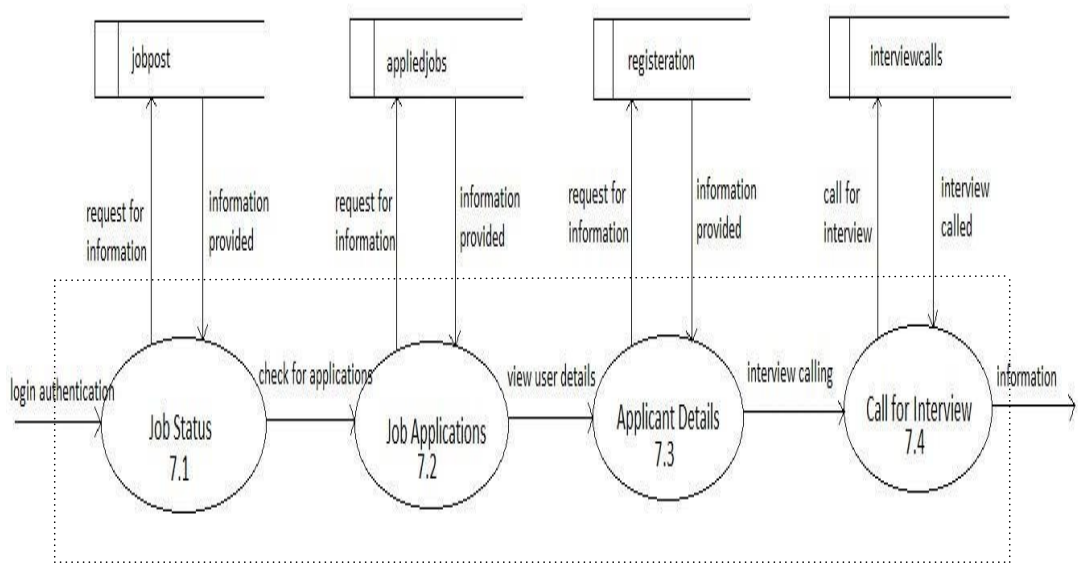 jobpost
appliedjobs
registeration
interviewcalls
request for
information
information
provided
request for
information
information
provided
request for
information
information
provided
call for
interview
interview
called
login authentication
Job Status
7.1
check for applications
Job Applications
7.2
view user details
Applicant Details
7.3
interview calling
Call for Interview
7.4
information